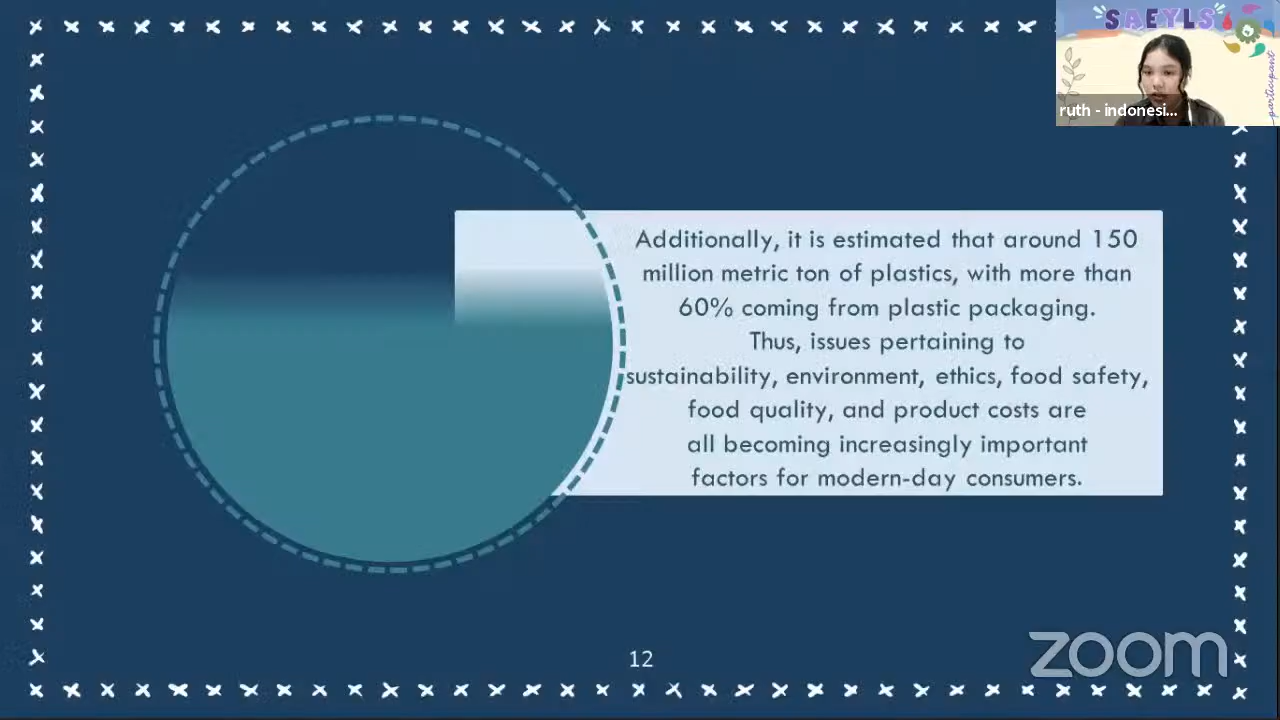 "SAEYLS"
participant
ruth - indonesi...
Additionally, it is estimated that around 150
million metric ton of plastics, with more than
60% coming from plastic packaging.
Thus, issues pertaining to
sustainability, environment, ethics, food safety,
food quality, and product costs are
all becoming increasingly important
factors for modern-day consumers.
12
zoom